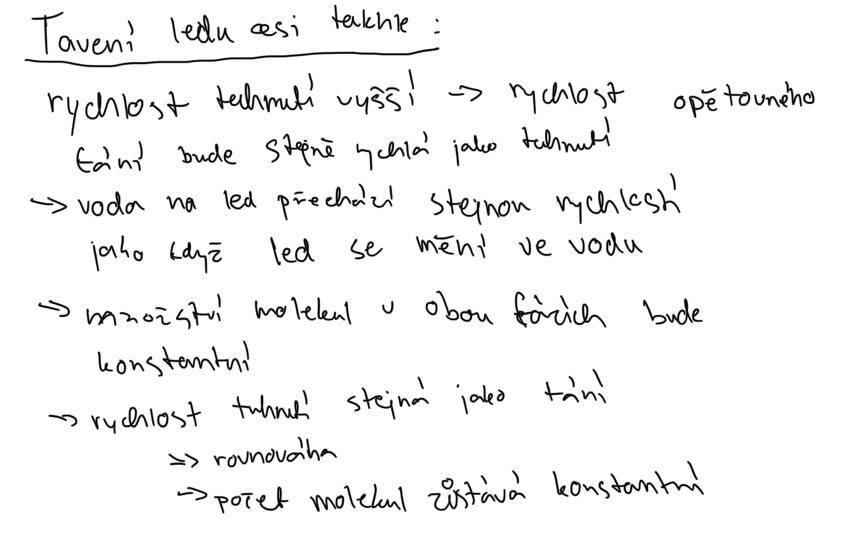 Tavení ledu asi takhle :
rychlost tuhnutí vyšší → rychlost opětovného
tání bude stejně rychlá jako tuhnutí
→ voda na led přechází stejnou rychlostí
jako když led se mění ve vodu
→ množství molekul v obou fázích bude
konstantní
→ rychlost tuhnutí stejná jako tání
=> rovnováha
→ počet molekul zůstává konstantní